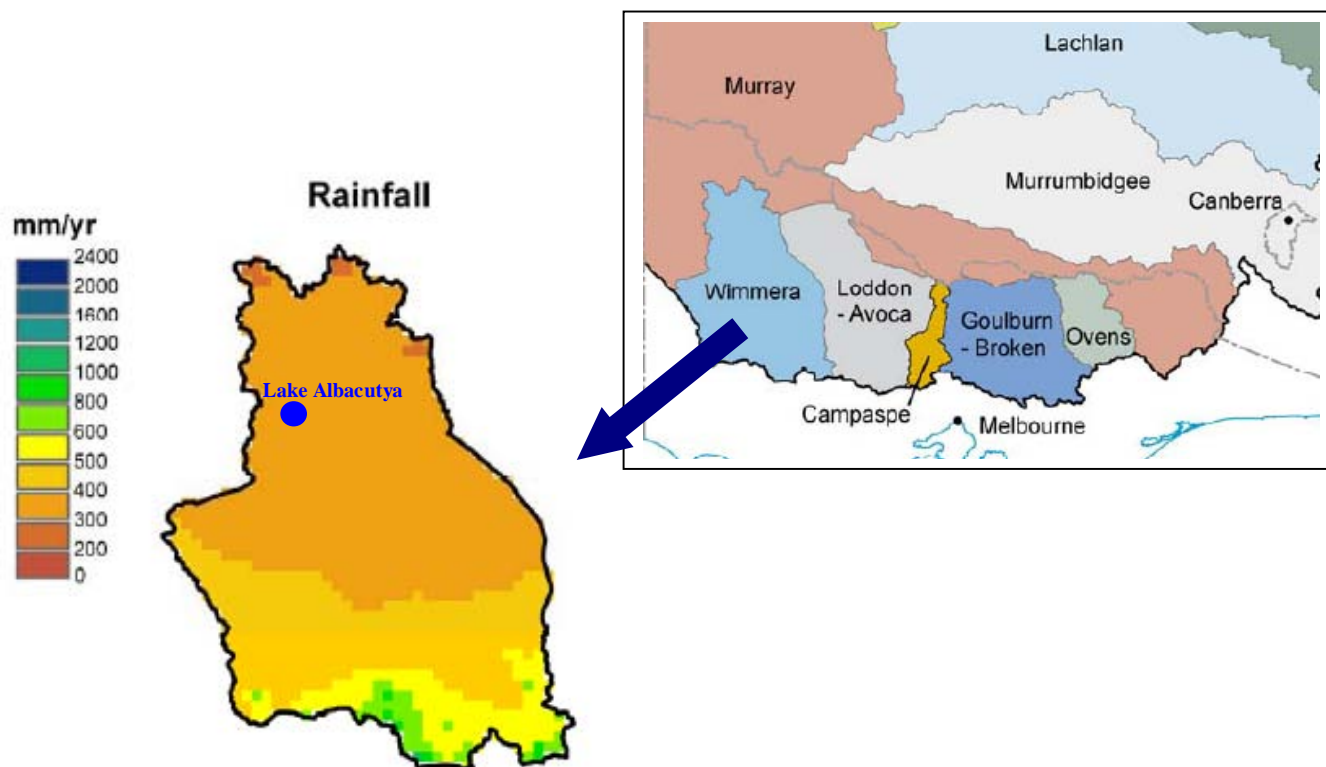 Rainfall
mm/yr
2400
2000
1600
1200
1000
800
600
500
400
300
200
0
Lake Albacutya
Lachlan
Murray
Murrumbidgee
Canberra
Wimmera
Loddon
- Avoca
Goulburn
- Broken
Ovens
Campaspe
Melbourne